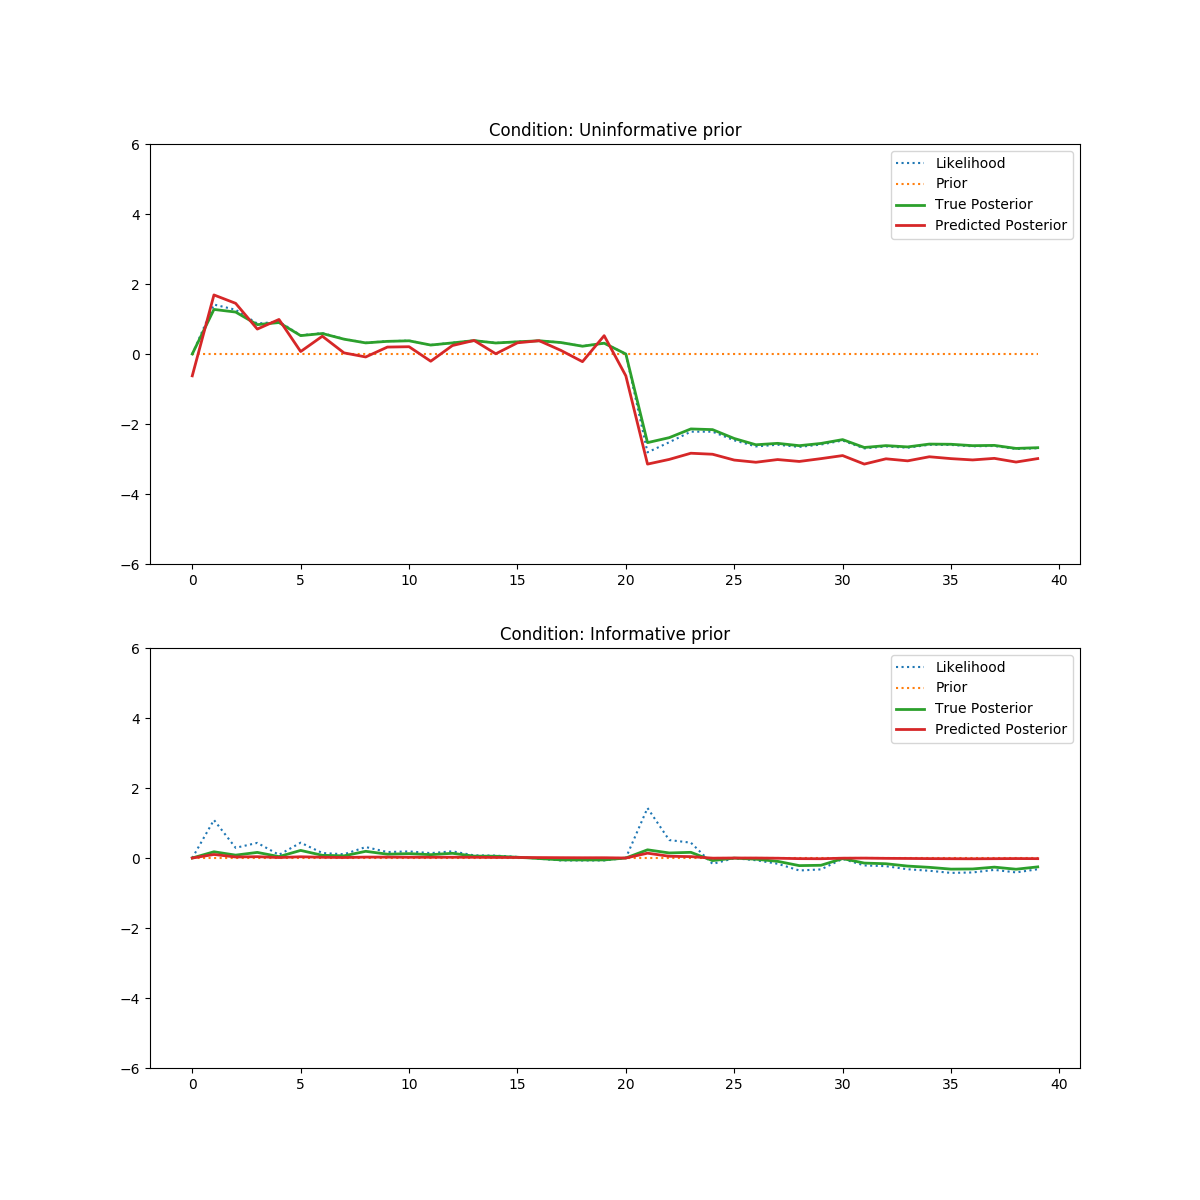 Condition: Uninformative prior
6
4
2
0
−2
−4
−6
Likelihood
Prior
True Posterior
Predicted Posterior
0 5 10 15 20 25 30 35 40
Condition: Informative prior
6
4
2
0
−2
−4
−6
Likelihood
Prior
True Posterior
Predicted Posterior
0 5 10 15 20 25 30 35 40